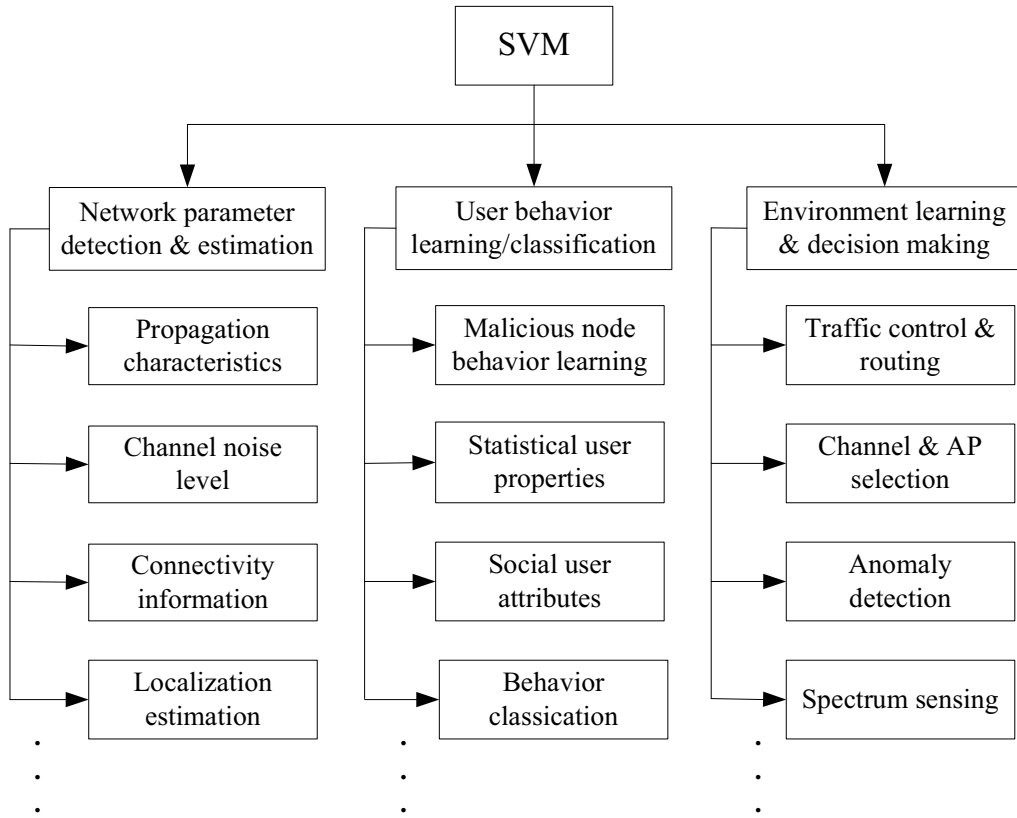 SVM
Network parameter
detection & estimation
Propagation
characteristics
Channel noise
level
Connectivity
information
Localization
estimation
User behavior
learning/classification
Malicious node
behavior learning
Statistical user
properties
Social user
attributes
Behavior
classication
Environment learning
& decision making
Traffic control &
routing
Channel & AP
selection
Anomaly
detection
Spectrum sensing